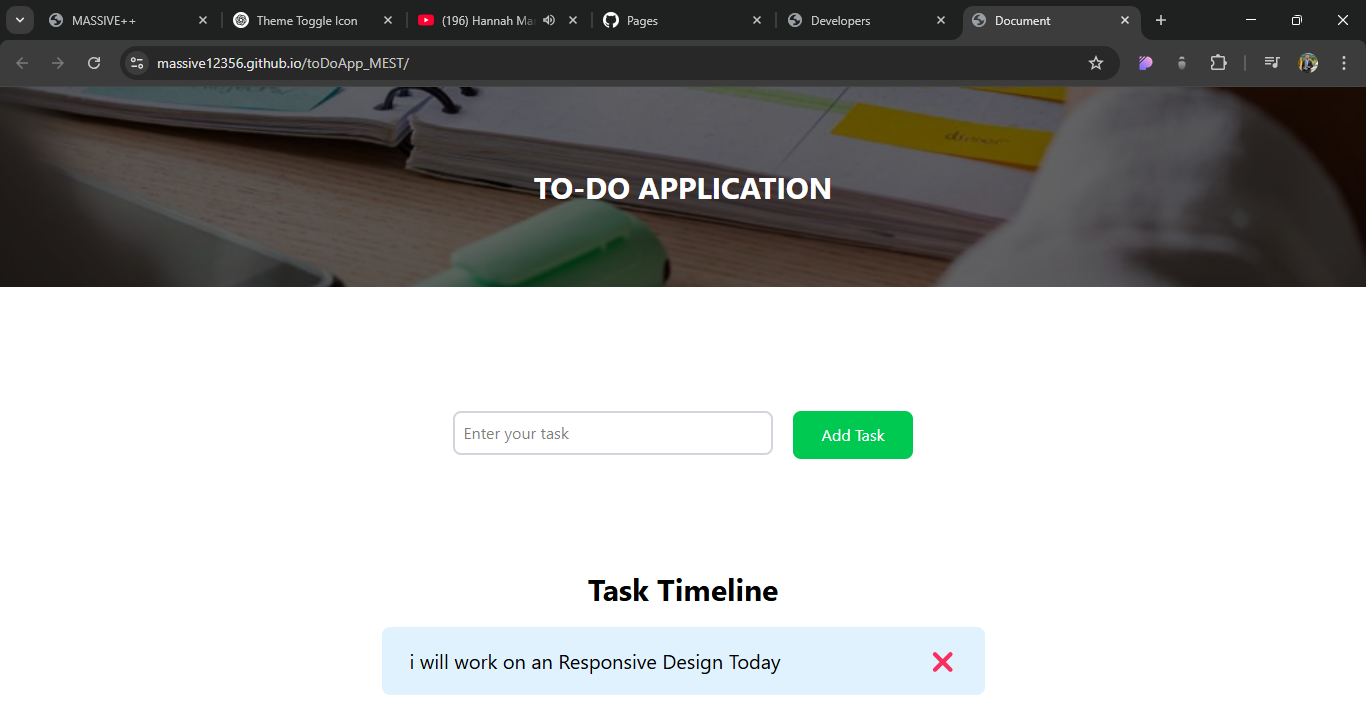 MASSIVE++
Theme Toggle Icon
(196) Hannah Ma
Pages
Developers
Document
massive12356.github.io/toDoApp_MEST/
TO-DO APPLICATION
Enter your task
Add Task
Task Timeline
i will work on an Responsive Design Today